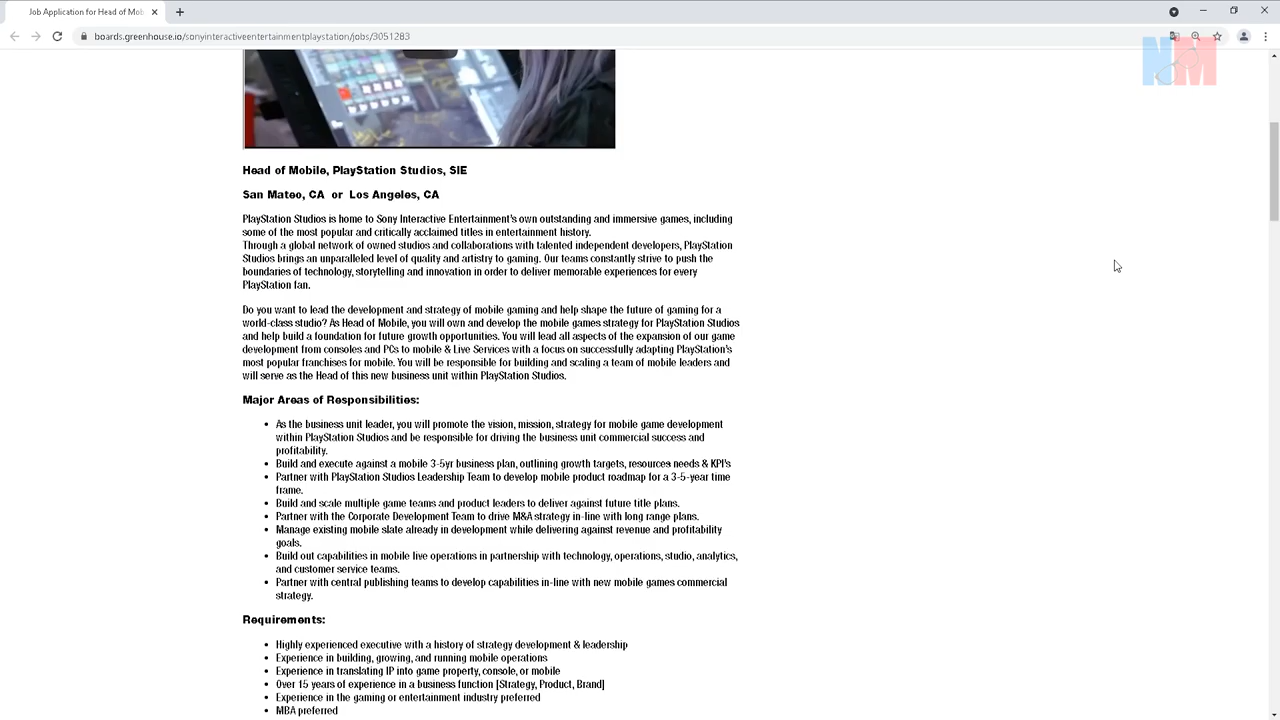 Job Application for Head of Mob
boards.greenhouse.io/sonyinteractiveentertainmentplaystation/jobs/3051283
NM
Head of Mobile, PlayStation Studios, SIE
San Mateo, CA or Los Angeles, CA
PlayStation Studios is home to Sony Interactive Entertainment's own outstanding and immersive games, including
some of the most popular and critically acclaimed titles in entertainment history.
Through a global network of owned studios and collaborations with talented independent developers, PlayStation
Studios brings an unparalleled level of quality and artistry to gaming. Our teams constantly strive to push the
boundaries of technology, storytelling and innovation in order to deliver memorable experiences for every
PlayStation fan.
Do you want to lead the development and strategy of mobile gaming and help shape the future of gaming for a
world-class studio? As Head of Mobile, you will own and develop the mobile games strategy for PlayStation Studios
and help build a foundation for future growth opportunities. You will lead all aspects of the expansion of our game
development from consoles and PCs to mobile & Live Services with a focus on successfully adapting PlayStation's
most popular franchises for mobile. You will be responsible for building and scaling a team of mobile leaders and
will serve as the Head of this new business unit within PlayStation Studios.
Major Areas of Responsibilities:
• As the business unit leader, you will promote the vision, mission, strategy for mobile game development
within PlayStation Studios and be responsible for driving the business unit commercial success and
profitability.
• Build and execute against a mobile 3-5yr business plan, outlining growth targets, resources needs & KPI's
• Partner with PlayStation Studios Leadership Team to develop mobile product roadmap for a 3-5-year time
frame.
• Build and scale multiple game teams and product leaders to deliver against future title plans.
• Partner with the Corporate Development Team to drive M&A strategy in-line with long range plans.
• Manage existing mobile slate already in development while delivering against revenue and profitability
goals.
• Build out capabilities in mobile live operations in partnership with technology, operations, studio, analytics,
and customer service teams.
• Partner with central publishing teams to develop capabilities in-line with new mobile games commercial
strategy.
Requirements:
• Highly experienced executive with a history of strategy development & leadership
• Experience in building, growing, and running mobile operations
• Experience in translating IP into game property, console, or mobile
• Over 15 years of experience in a business function [Strategy, Product, Brand]
• Experience in the gaming or entertainment industry preferred
• MBA preferred